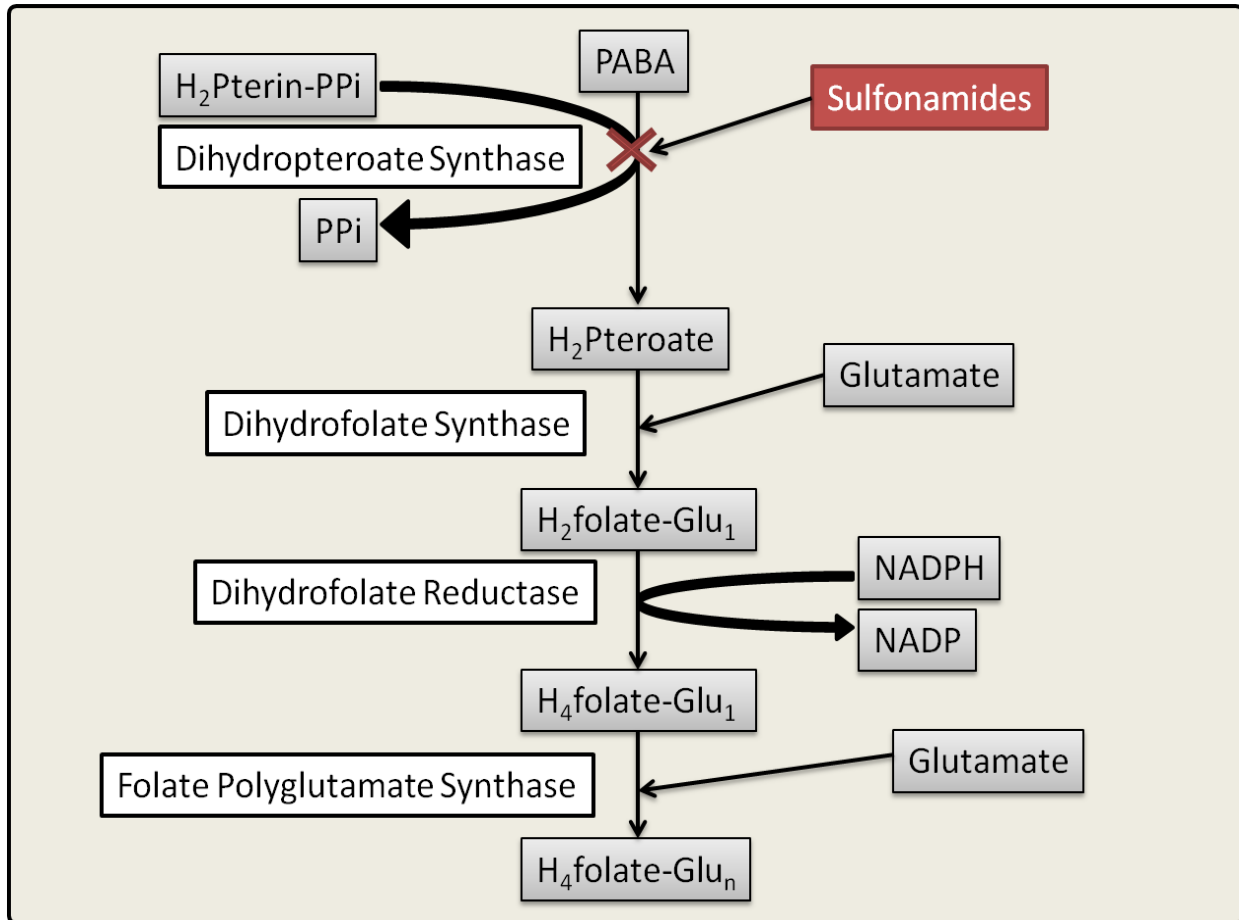 PABA
H₂Pterin-PPi
Sulfonamides
Dihydropteroate Synthase
PPi
H₂Pteroate
Glutamate
Dihydrofolate Synthase
H₂folate-Glu₁
NADPH
Dihydrofolate Reductase
NADP
H₄folate-Glu₁
Glutamate
Folate Polyglutamate Synthase
H₄folate-Gluₙ